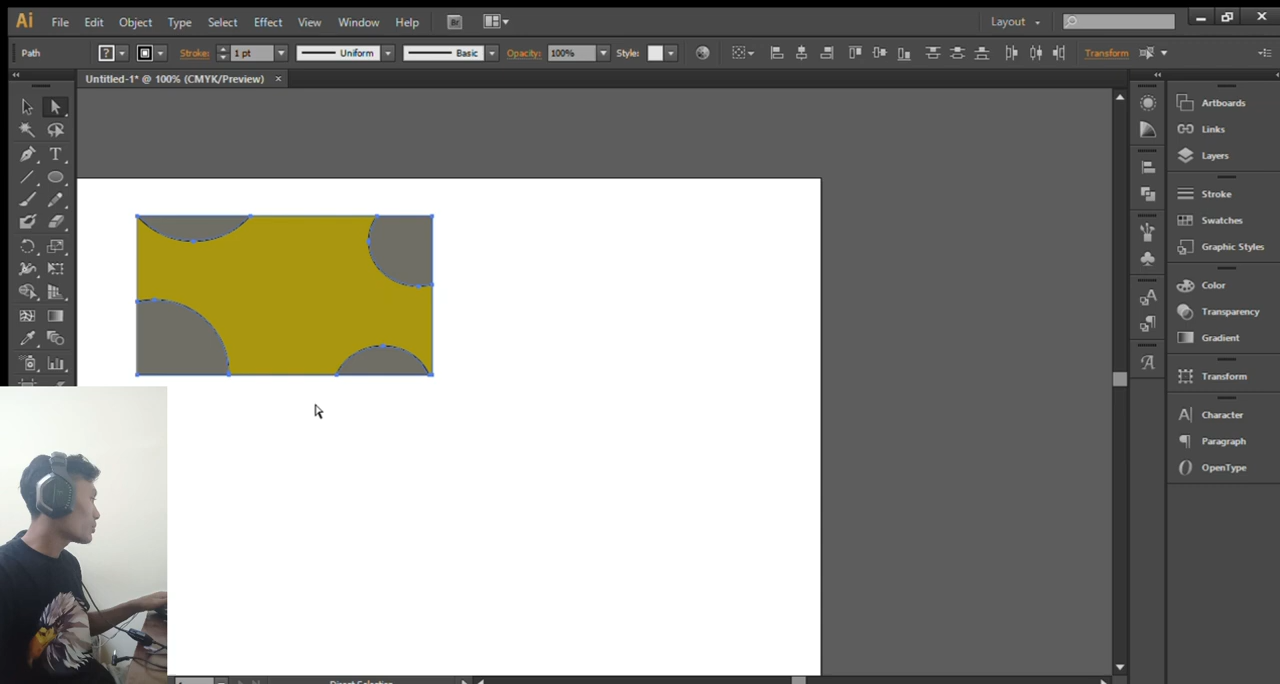 Ai File Edit Object Type Select Effect View Window Help Br Layout
Path ? Stroke: 1 pt Uniform Basic Opacity: 100% Style: Transform
Untitled-1* @ 100% (CMYK/Preview) ×
Artboards
Links
Layers
Stroke
Swatches
Graphic Styles
Color
Transparency
Gradient
Transform
Character
Paragraph
OpenType
Direct Selection